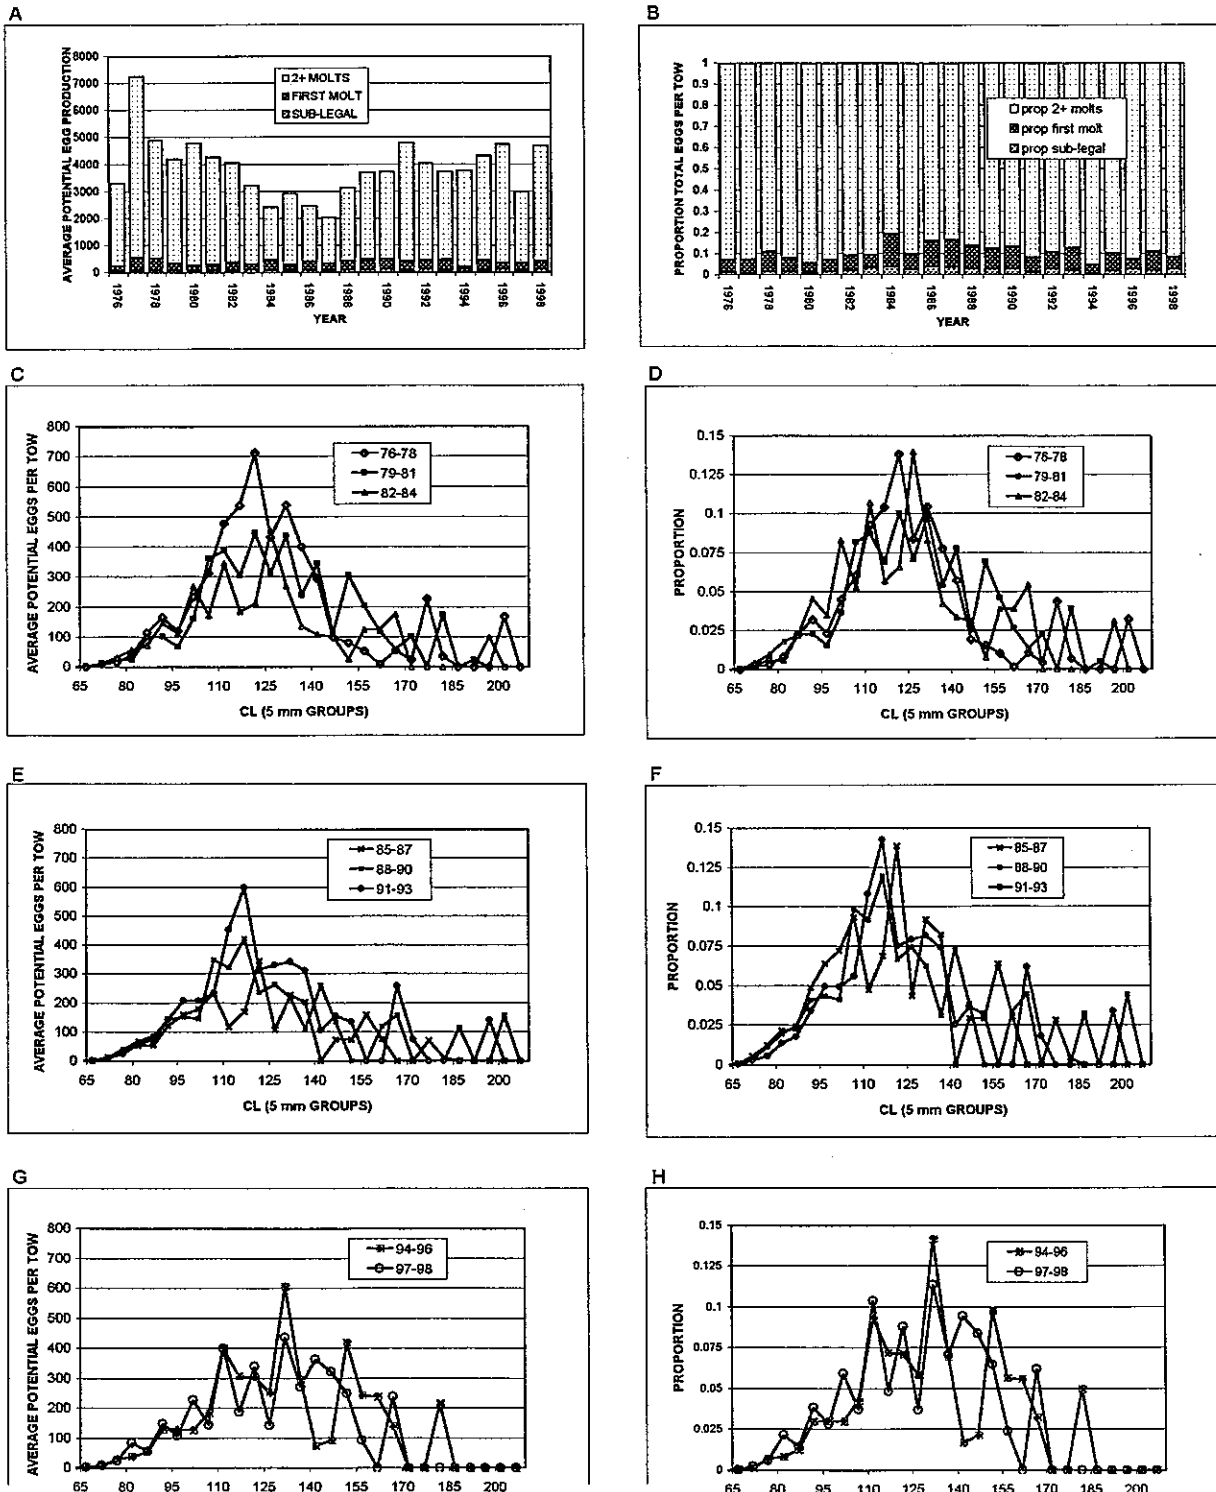 A
AVERAGE POTENTIAL EGG PRODUCTION
8000
7000
6000
5000
4000
3000
2000
1000
0
2+ MOLTS
FIRST MOLT
SUB-LEGAL
1976 1978 1980 1982 1984 1986 1988 1990 1992 1994 1996 1998
YEAR
B
PROPORTION TOTAL EGGS PER TOW
1
0.9
0.8
0.7
0.6
0.5
0.4
0.3
0.2
0.1
0
prop 2+ molts
prop first molt
prop sub-legal
1976 1978 1980 1982 1984 1986 1988 1990 1992 1994 1996 1998
YEAR
C
AVERAGE POTENTIAL EGGS PER TOW
800
700
600
500
400
300
200
100
0
76-78
79-81
82-84
65 80 95 110 125 140 155 170 185 200
CL (5 mm GROUPS)
D
PROPORTION
0.15
0.125
0.1
0.075
0.05
0.025
0
76-78
79-81
82-84
65 80 95 110 125 140 155 170 185 200
CL (5 mm GROUPS)
E
AVERAGE POTENTIAL EGGS PER TOW
800
700
600
500
400
300
200
100
0
85-87
88-90
91-93
65 80 95 110 125 140 155 170 185 200
CL (5 mm GROUPS)
F
PROPORTION
0.15
0.125
0.1
0.075
0.05
0.025
0
85-87
88-90
91-93
65 80 95 110 125 140 155 170 185 200
CL (5 mm GROUPS)
G
AVERAGE POTENTIAL EGGS PER TOW
800
700
600
500
400
300
200
100
0
94-96
97-98
65 80 95 110 125 140 155 170 185 200
H
PROPORTION
0.15
0.125
0.1
0.075
0.05
0.025
0
94-96
97-98
65 80 95 110 125 140 155 170 185 200